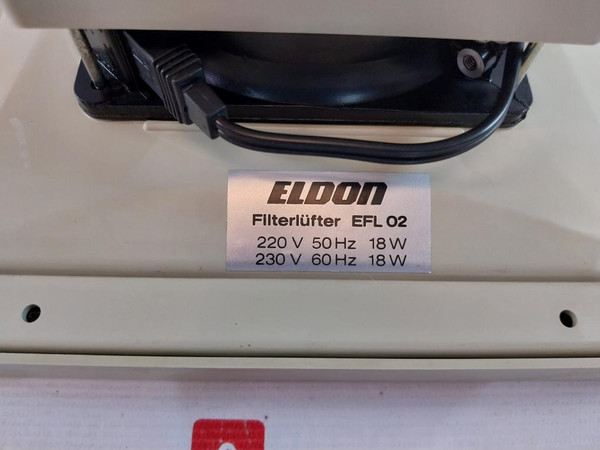 ELDON
Filterlüfter EFL 02
220 V 50 Hz 18 W
230 V 60 Hz 18 W